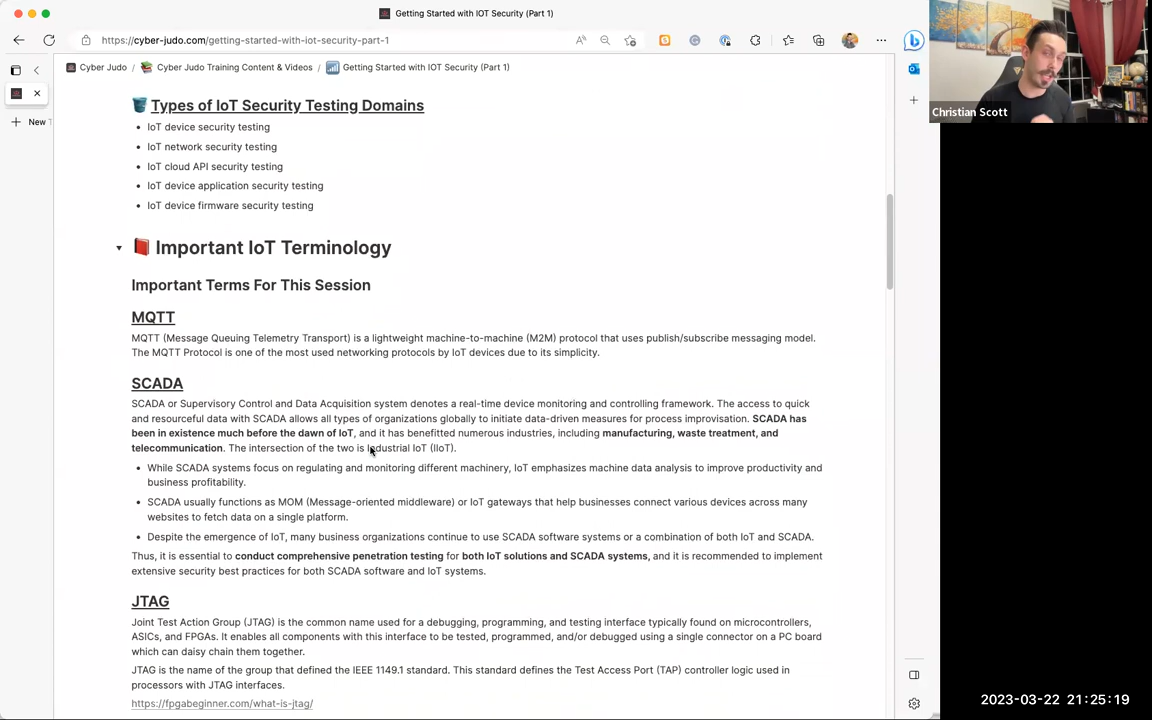 Getting Started with IOT Security (Part 1)
https://cyber-judo.com/getting-started-with-iot-security-part-1
Christian Scott
Cyber Judo / Cyber Judo Training Content & Videos / Getting Started with IOT Security (Part 1)
New
Types of IoT Security Testing Domains
• IoT device security testing
• IoT network security testing
• IoT cloud API security testing
• IoT device application security testing
• IoT device firmware security testing
Important IoT Terminology
Important Terms For This Session
MQTT
MQTT (Message Queuing Telemetry Transport) is a lightweight machine-to-machine (M2M) protocol that uses publish/subscribe messaging model.
The MQTT Protocol is one of the most used networking protocols by IoT devices due to its simplicity.
SCADA
SCADA or Supervisory Control and Data Acquisition system denotes a real-time device monitoring and controlling framework. The access to quick
and resourceful data with SCADA allows all types of organizations globally to initiate data-driven measures for process improvisation. SCADA has
been in existence much before the dawn of IoT, and it has benefitted numerous industries, including manufacturing, waste treatment, and
telecommunication. The intersection of the two is Industrial IoT (IIoT).
• While SCADA systems focus on regulating and monitoring different machinery, IoT emphasizes machine data analysis to improve productivity and
business profitability.
• SCADA usually functions as MOM (Message-oriented middleware) or IoT gateways that help businesses connect various devices across many
websites to fetch data on a single platform.
• Despite the emergence of IoT, many business organizations continue to use SCADA software systems or a combination of both IoT and SCADA.
Thus, it is essential to conduct comprehensive penetration testing for both IoT solutions and SCADA systems, and it is recommended to implement
extensive security best practices for both SCADA software and IoT systems.
JTAG
Joint Test Action Group (JTAG) is the common name used for a debugging, programming, and testing interface typically found on microcontrollers,
ASICs, and FPGAs. It enables all components with this interface to be tested, programmed, and/or debugged using a single connector on a PC board
which can daisy chain them together.
JTAG is the name of the group that defined the IEEE 1149.1 standard. This standard defines the Test Access Port (TAP) controller logic used in
processors with JTAG interfaces.
https://fpgabeginner.com/what-is-jtag/
2023-03-22 21:25:19